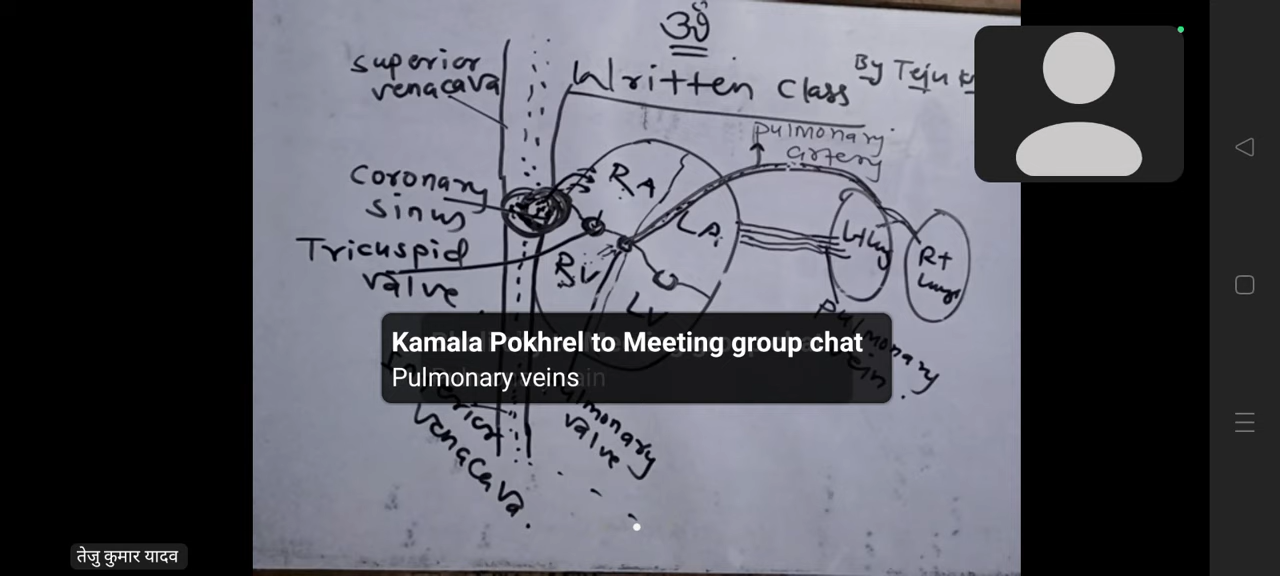 ॐ
Written Class
By Teju K
superior
venacava
pulmonary
artery
Coronary
Sinus
RA
LA
Tricuspid
valve
RV
LV
Lt Lung
Rt
Lungs
Kamala Pokhrel to Meeting group chat
Pulmonary veins
pulmonary
vein.
venacava.
valve
तेजु कुमार यादव